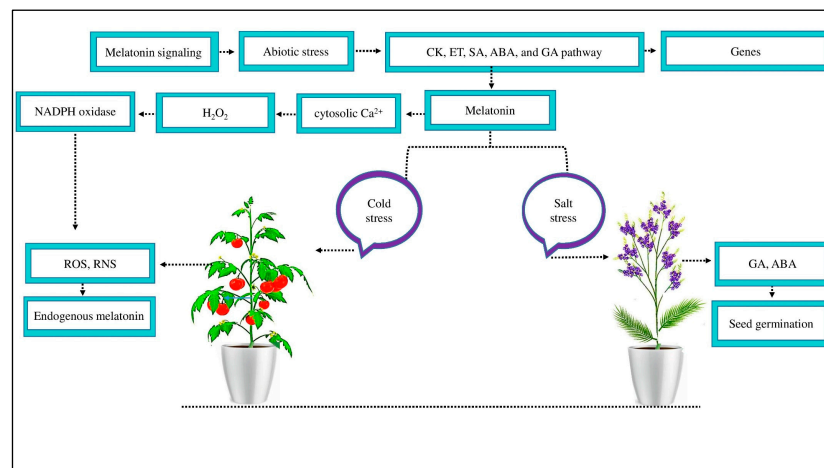 Melatonin signaling
Abiotic stress
CK, ET, SA, ABA, and GA pathway
Genes
NADPH oxidase
H₂O₂
cytosolic Ca²⁺
Melatonin
Cold
stress
Salt
stress
ROS, RNS
GA, ABA
Endogenous melatonin
Seed germination